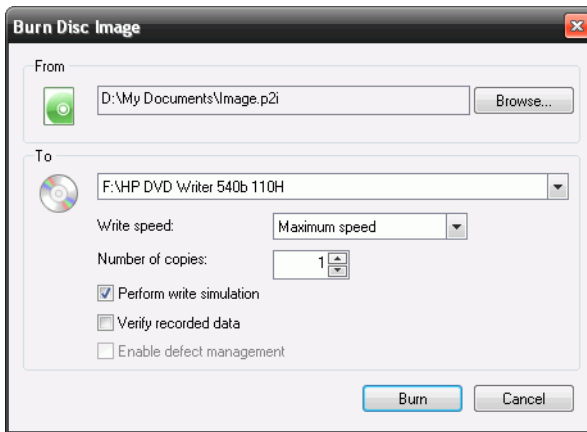 Burn Disc Image
From
D:\My Documents\Image.p2i
Browse...
To
F:\HP DVD Writer 540b 110H
Write speed:
Maximum speed
Number of copies:
1
Perform write simulation
Verify recorded data
Enable defect management
Burn
Cancel